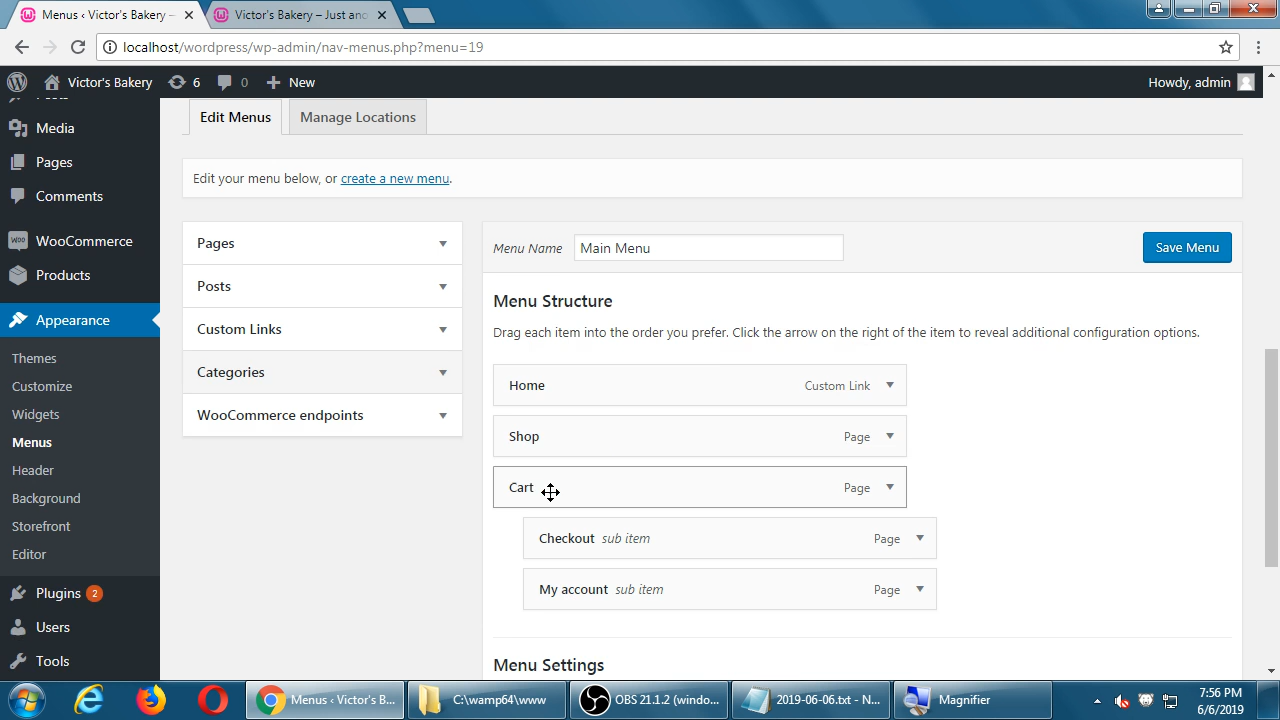 Menus ‹ Victor's Bakery –
Victor's Bakery – Just and
localhost/wordpress/wp-admin/nav-menus.php?menu=19
Victor's Bakery
6
0
New
Howdy, admin
Media
Pages
Comments
WooCommerce
Products
Appearance
Themes
Customize
Widgets
Menus
Header
Background
Storefront
Editor
Plugins 2
Users
Tools
Edit Menus
Manage Locations
Edit your menu below, or create a new menu.
Pages
Posts
Custom Links
Categories
WooCommerce endpoints
Menu Name
Main Menu
Save Menu
Menu Structure
Drag each item into the order you prefer. Click the arrow on the right of the item to reveal additional configuration options.
Home Custom Link
Shop Page
Cart Page
Checkout sub item Page
My account sub item Page
Menu Settings
Menus ‹ Victor's B...
C:\wamp64\www
OBS 21.1.2 (windo...
2019-06-06.txt - N...
Magnifier
7:56 PM
6/6/2019